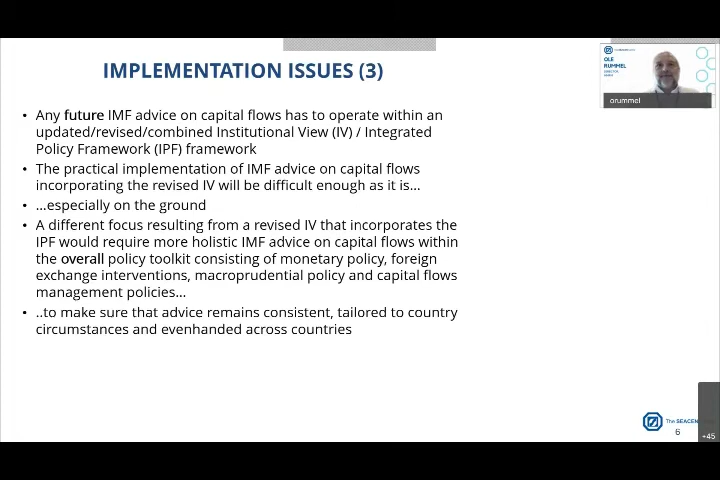 IMPLEMENTATION ISSUES (3)
• Any future IMF advice on capital flows has to operate within an
updated/revised/combined Institutional View (IV) / Integrated
Policy Framework (IPF) framework
• The practical implementation of IMF advice on capital flows
incorporating the revised IV will be difficult enough as it is...
• ...especially on the ground
• A different focus resulting from a revised IV that incorporates the
IPF would require more holistic IMF advice on capital flows within
the overall policy toolkit consisting of monetary policy, foreign
exchange interventions, macroprudential policy and capital flows
management policies...
• ..to make sure that advice remains consistent, tailored to country
circumstances and evenhanded across countries
OLE
RUMMEL
orummel
The SEACEN
6
+45